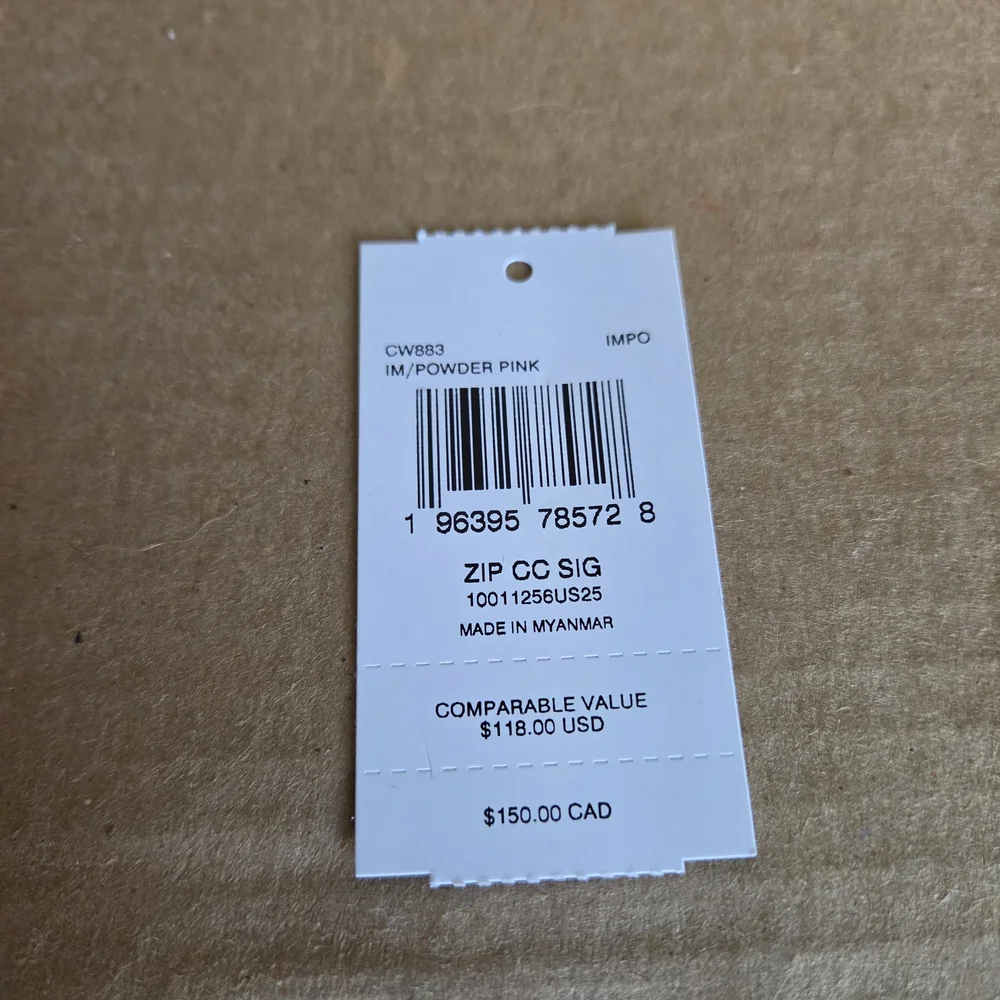 CW883 IMPO
IM/POWDER PINK
1 96395 78572 8
ZIP CC SIG
10011256US25
MADE IN MYANMAR
COMPARABLE VALUE
$118.00 USD
$150.00 CAD